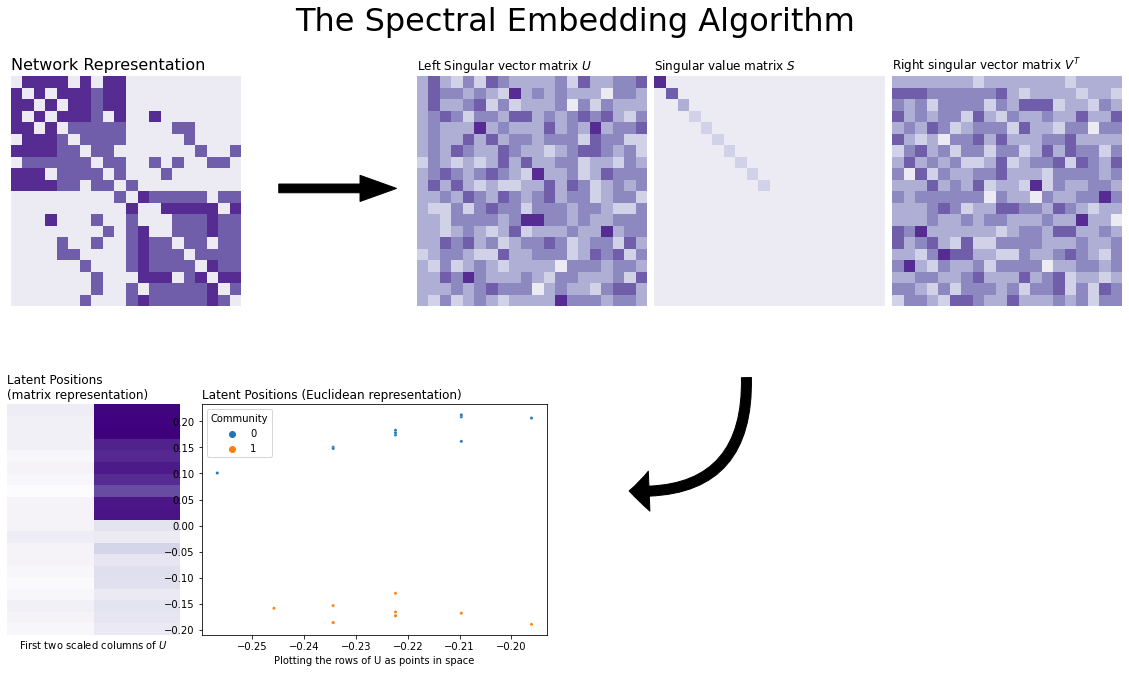 The Spectral Embedding Algorithm
Network Representation
Left Singular vector matrix U
Singular value matrix S
Right singular vector matrix V^T
Latent Positions
(matrix representation)
First two scaled columns of U
Latent Positions (Euclidean representation)
Community
0
1
0.20
0.15
0.10
0.05
0.00
−0.05
−0.10
−0.15
−0.20
−0.25 −0.24 −0.23 −0.22 −0.21 −0.20
Plotting the rows of U as points in space